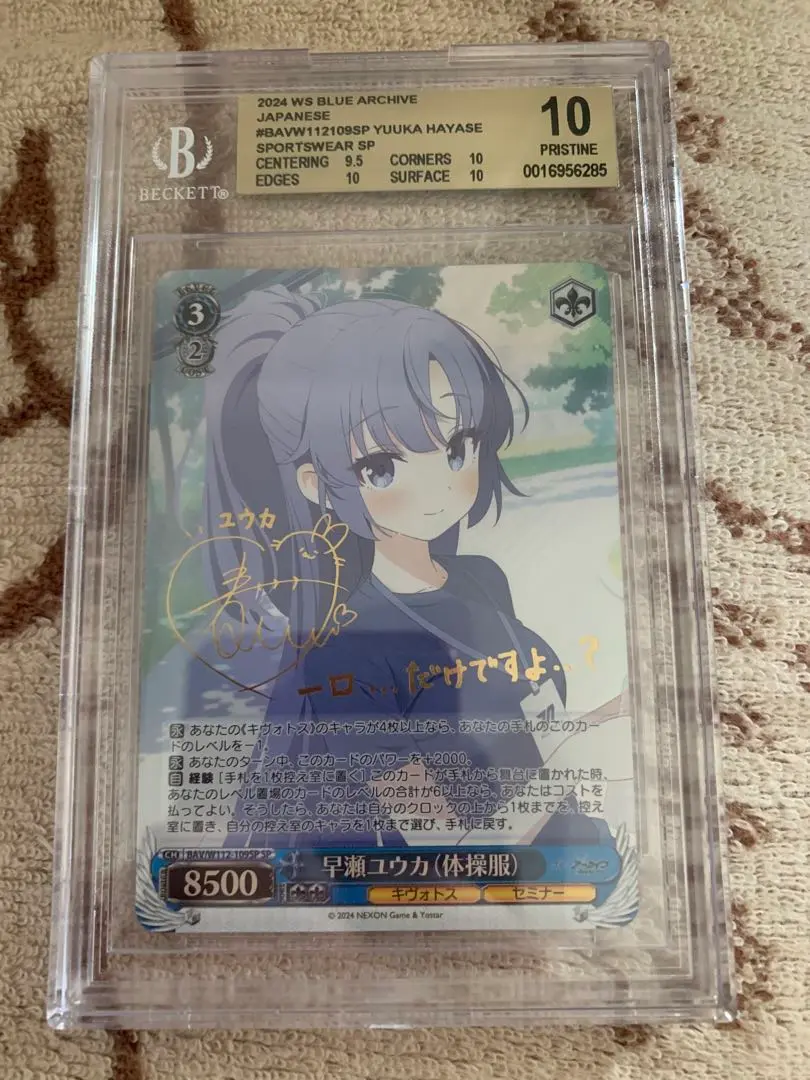 2024 WS BLUE ARCHIVE
JAPANESE
#BAVW112109SP YUUKA HAYASE
SPORTSWEAR SP
CENTERING 9.5 CORNERS 10
EDGES 10 SURFACE 10
10
PRISTINE
0016956285
B
BECKETT®
3
2
COST
ユウカ
一口....だけですよ..?
永 あなたの《キヴォトス》のキャラが4枚以上なら、あなたの手札のこのカー
ドのレベルを-1。
永 あなたのターン中、このカードのパワーを+2000。
自 経験 [手札を1枚控え室に置く] このカードが手札から舞台に置かれた時、
あなたのレベル置場のカードのレベルの合計が6以上なら、あなたはコストを
払ってよい。そうしたら、あなたは自分のクロックの上から1枚までを、控え
室に置き、自分の控え室のキャラを1枚まで選び、手札に戻す。
CH BAV/W112-109SP SP
早瀬ユウカ(体操服)
8500
キヴォトス セミナー
© 2024 NEXON Game & Yostar